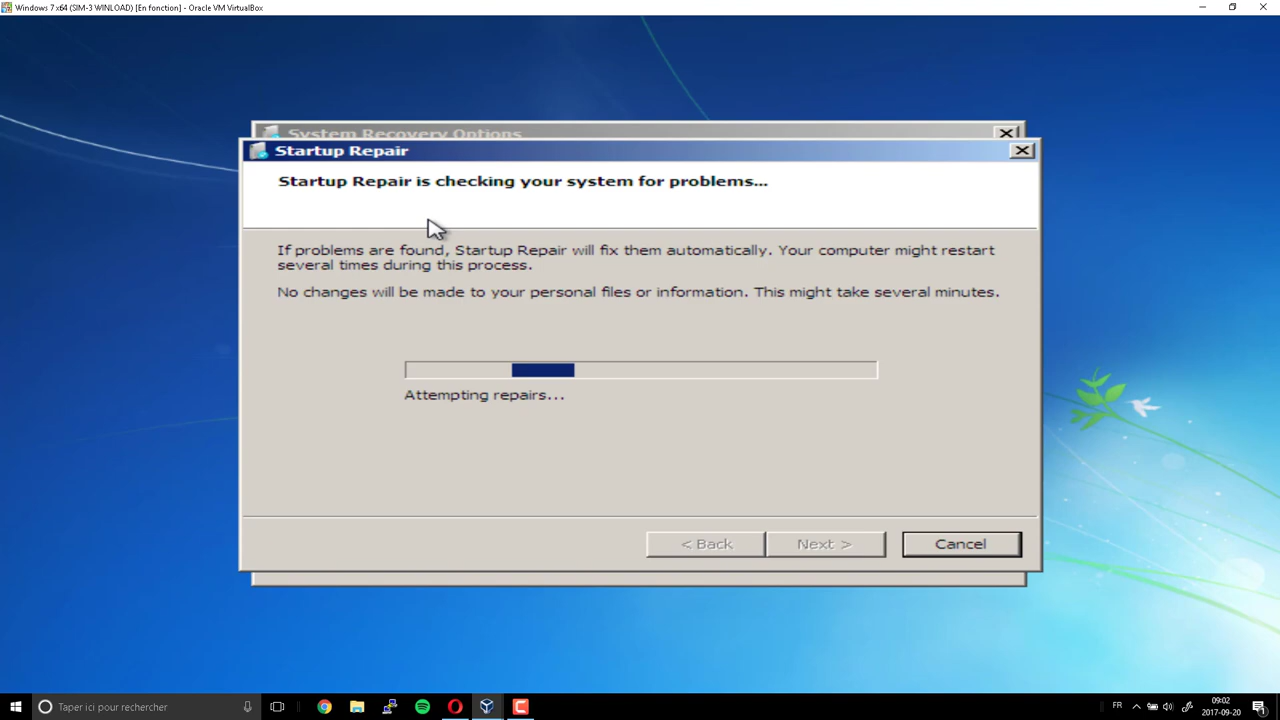 Windows 7 x64 (SIM-3 WINLOAD) [En fonction] - Oracle VM VirtualBox
System Recovery Options
Startup Repair
Startup Repair is checking your system for problems...
If problems are found, Startup Repair will fix them automatically. Your computer might restart
several times during this process.
No changes will be made to your personal files or information. This might take several minutes.
Attempting repairs...
< Back Next > Cancel
Taper ici pour rechercher
FR
09:02
2017-09-20
1